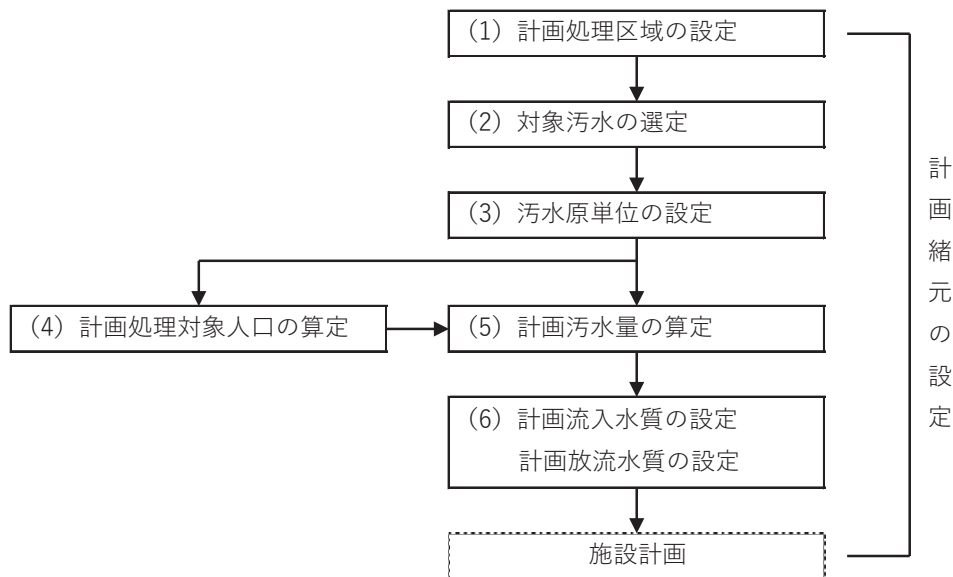 (1) 計画処理区域の設定
(2) 対象汚水の選定
(3) 汚水原単位の設定
(4) 計画処理対象人口の算定
(5) 計画汚水量の算定
(6) 計画流入水質の設定
計画放流水質の設定
施設計画
計画緒元の設定